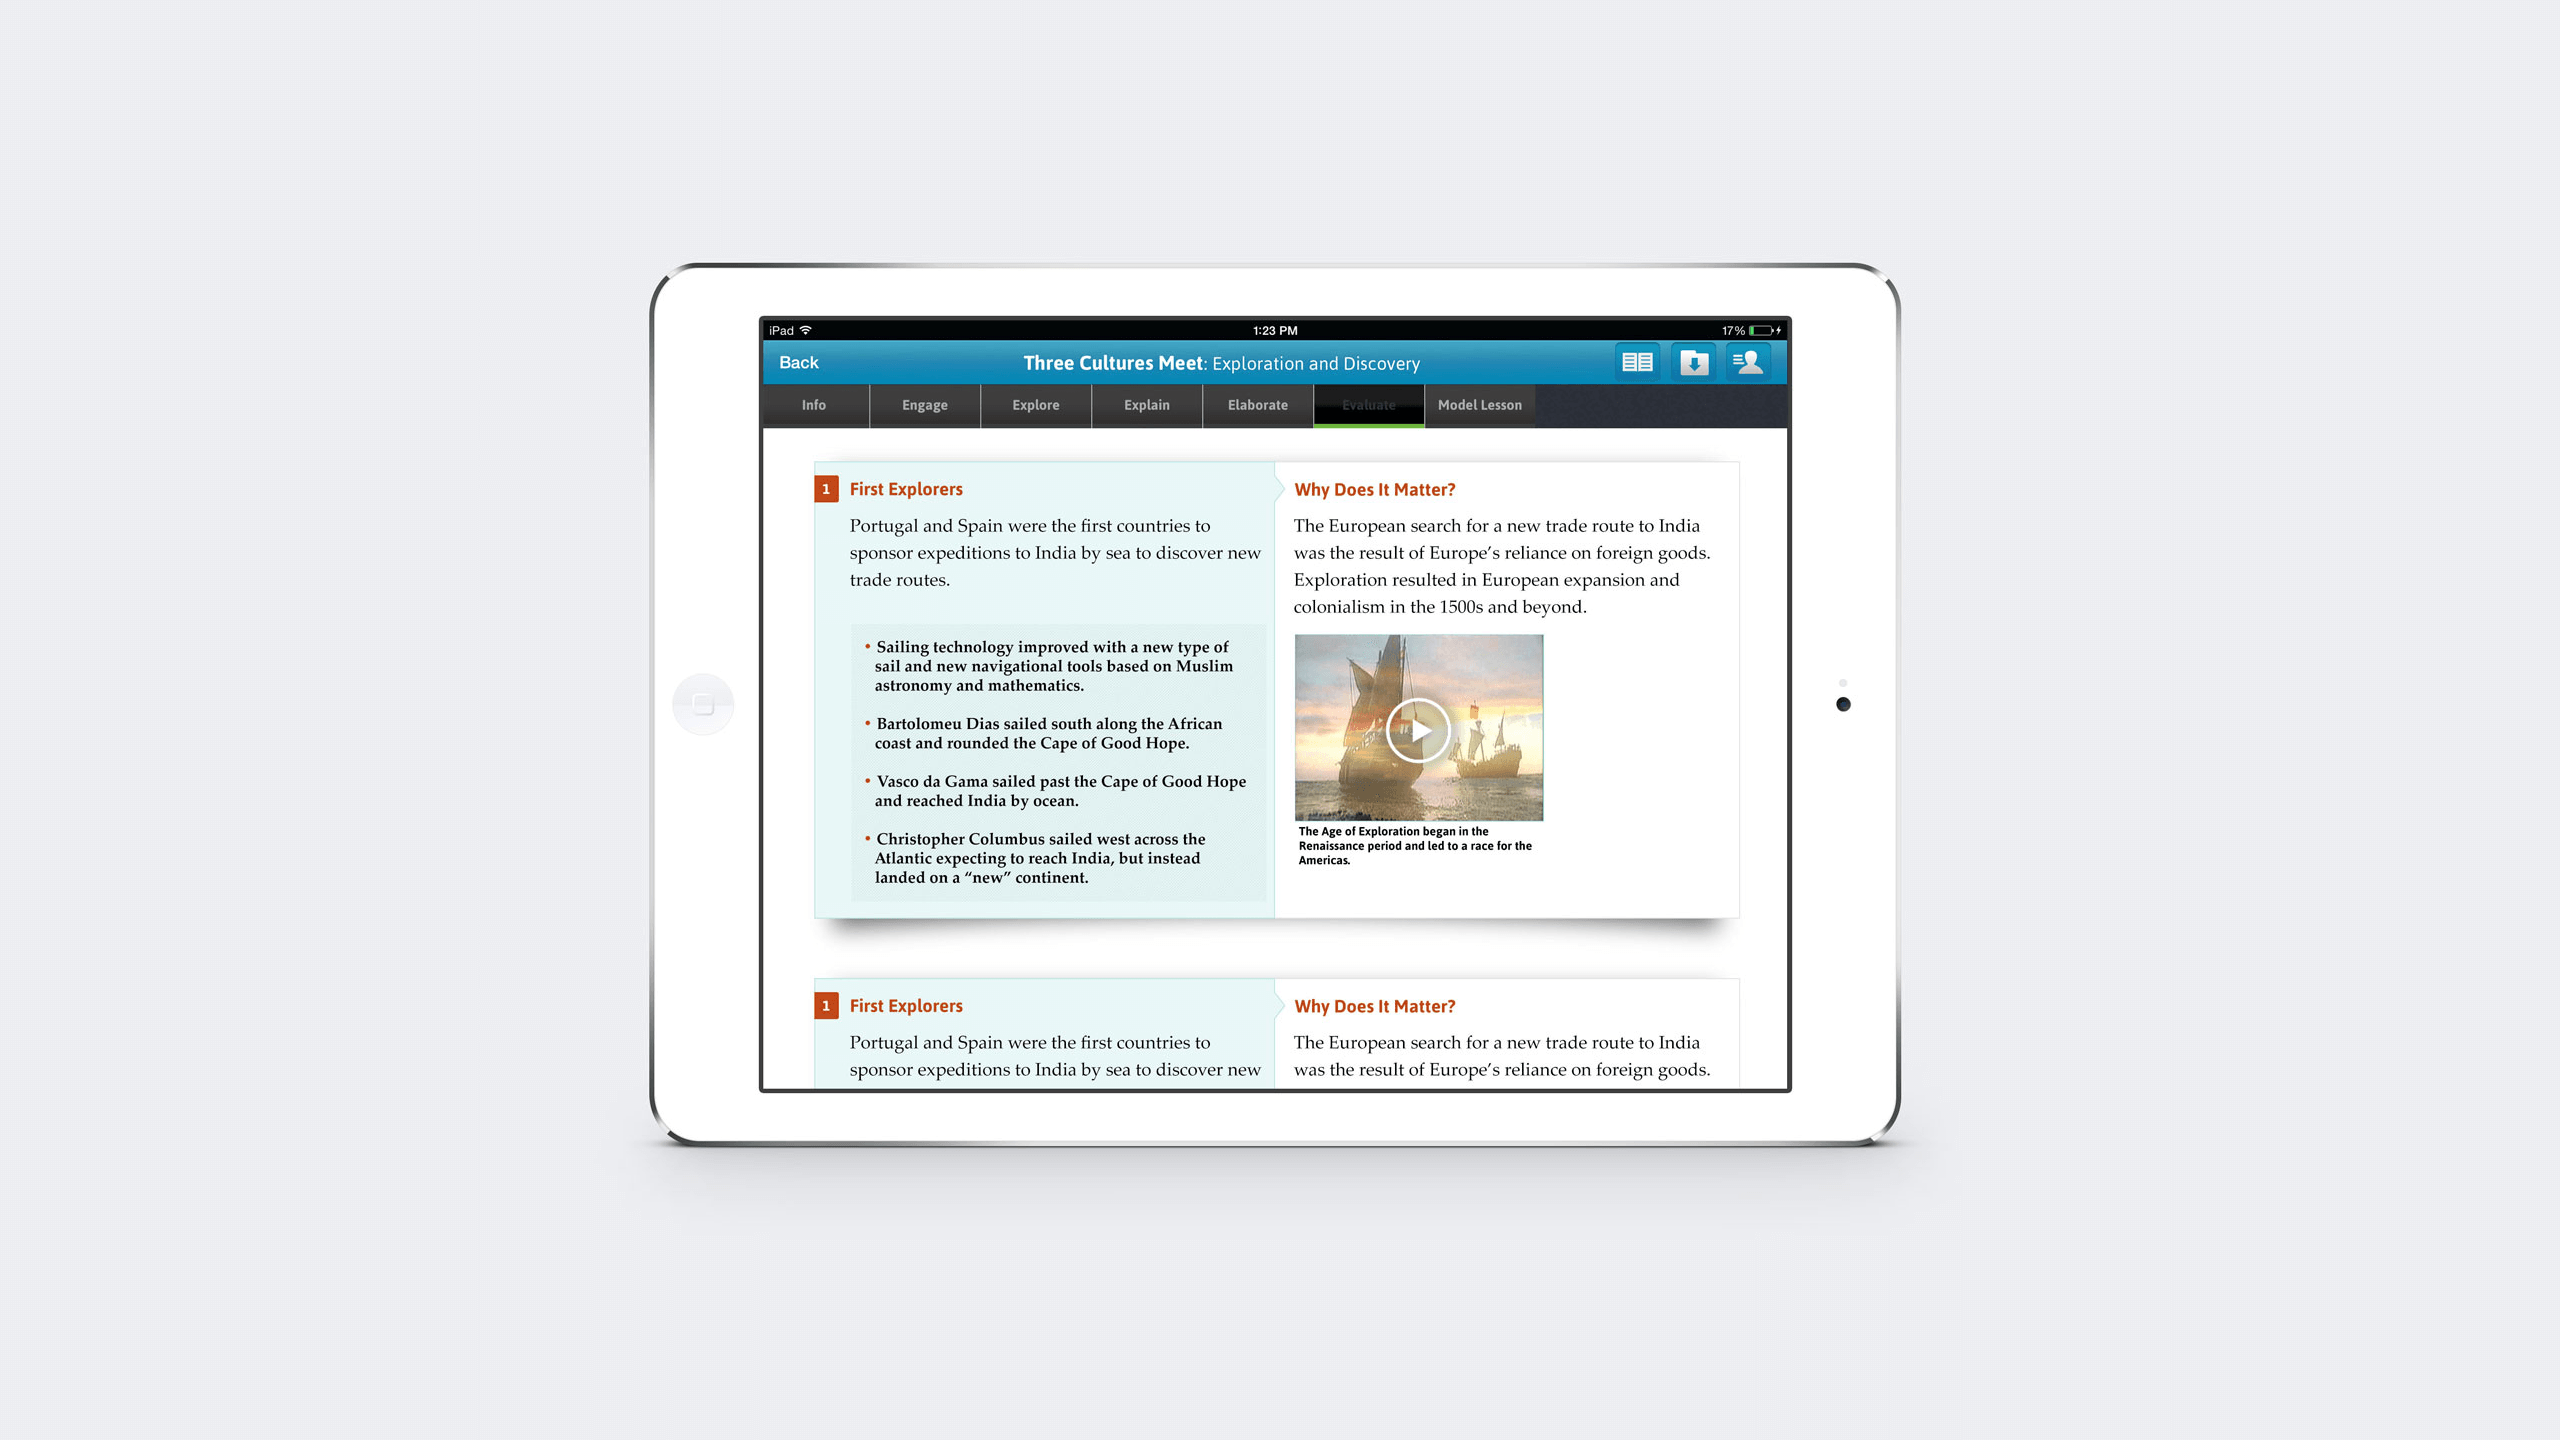 iPad
1:23 PM
17%
Back
Three Cultures Meet: Exploration and Discovery
Info
Engage
Explore
Explain
Elaborate
Evaluate
Model Lesson
1
First Explorers
Portugal and Spain were the first countries to
sponsor expeditions to India by sea to discover new
trade routes.
• Sailing technology improved with a new type of
sail and new navigational tools based on Muslim
astronomy and mathematics.
• Bartolomeu Dias sailed south along the African
coast and rounded the Cape of Good Hope.
• Vasco da Gama sailed past the Cape of Good Hope
and reached India by ocean.
• Christopher Columbus sailed west across the
Atlantic expecting to reach India, but instead
landed on a “new” continent.
Why Does It Matter?
The European search for a new trade route to India
was the result of Europe’s reliance on foreign goods.
Exploration resulted in European expansion and
colonialism in the 1500s and beyond.
The Age of Exploration began in the
Renaissance period and led to a race for the
Americas.
1
First Explorers
Portugal and Spain were the first countries to
sponsor expeditions to India by sea to discover new
Why Does It Matter?
The European search for a new trade route to India
was the result of Europe’s reliance on foreign goods.